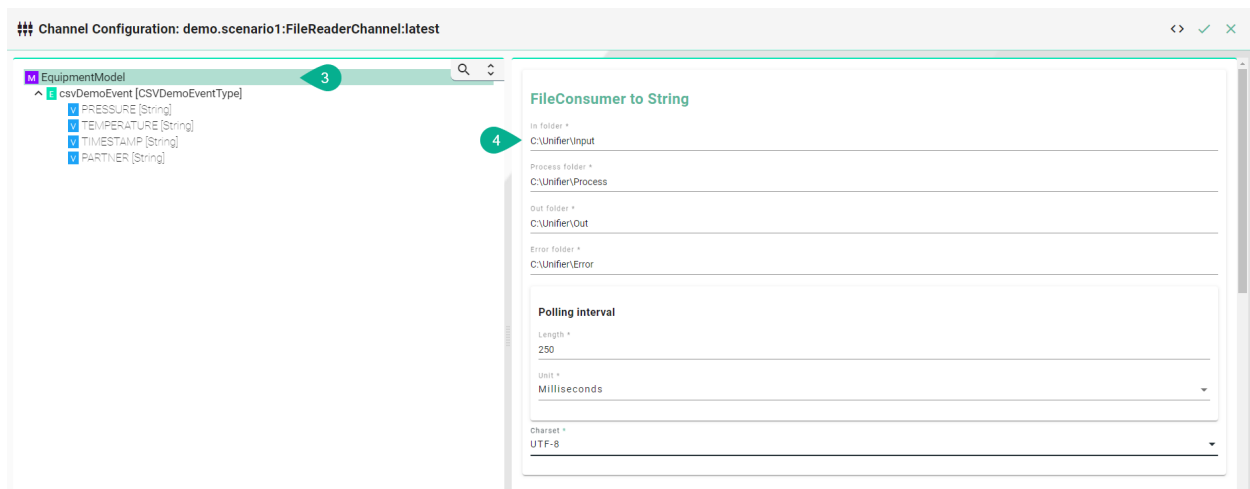 Channel Configuration: demo.scenario1:FileReaderChannel:latest
M EquipmentModel
3
E csvDemoEvent [CSVDemoEventType]
V PRESSURE [String]
V TEMPERATURE [String]
V TIMESTAMP [String]
V PARTNER [String]
FileConsumer to String
In folder *
4
C:\Unifier\Input
Process folder *
C:\Unifier\Process
Out folder *
C:\Unifier\Out
Error folder *
C:\Unifier\Error
Polling interval
Length *
250
Unit *
Milliseconds
Charset *
UTF-8